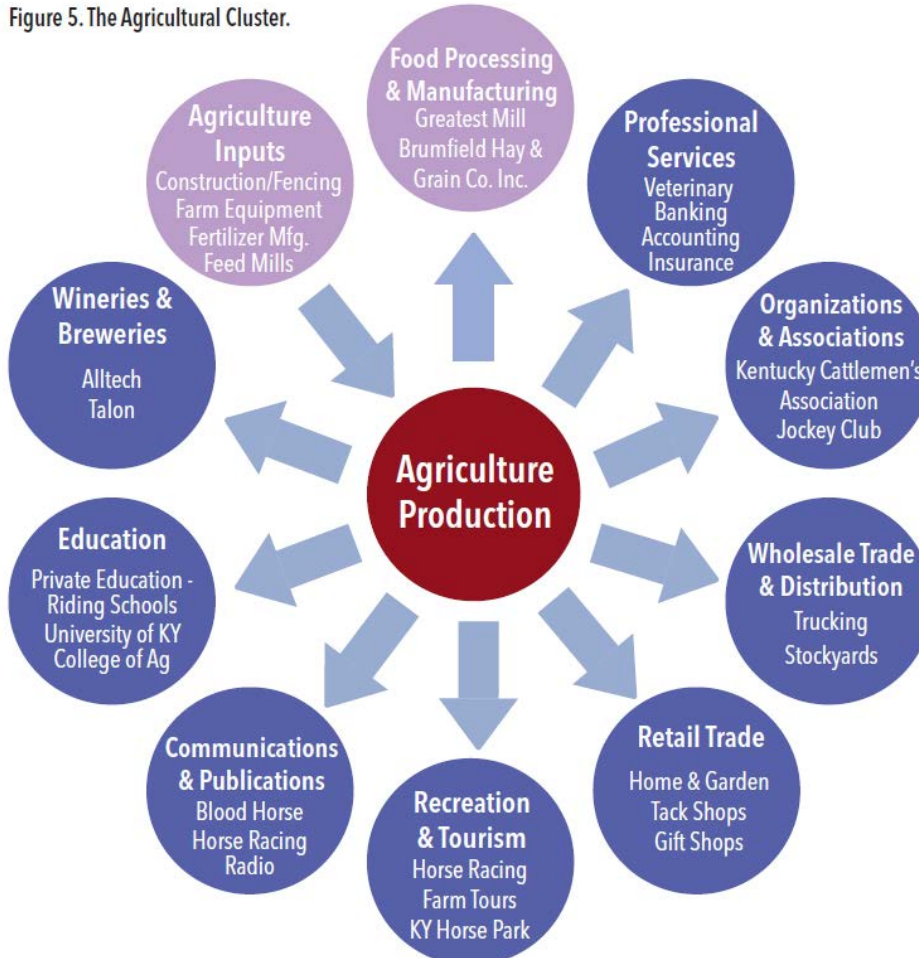 Figure 5. The Agricultural Cluster.
Food Processing
& Manufacturing
Greatest Mill
Brumfield Hay &
Grain Co. Inc.
Agriculture
Inputs
Construction/Fencing
Farm Equipment
Fertilizer Mfg.
Feed Mills
Professional
Services
Veterinary
Banking
Accounting
Insurance
Wineries &
Breweries
Alltech
Talon
Organizations
& Associations
Kentucky Cattlemen's
Association
Jockey Club
Agriculture
Production
Education
Private Education -
Riding Schools
University of KY
College of Ag
Wholesale Trade
& Distribution
Trucking
Stockyards
Communications
& Publications
Blood Horse
Horse Racing
Radio
Recreation
& Tourism
Horse Racing
Farm Tours
KY Horse Park
Retail Trade
Home & Garden
Tack Shops
Gift Shops